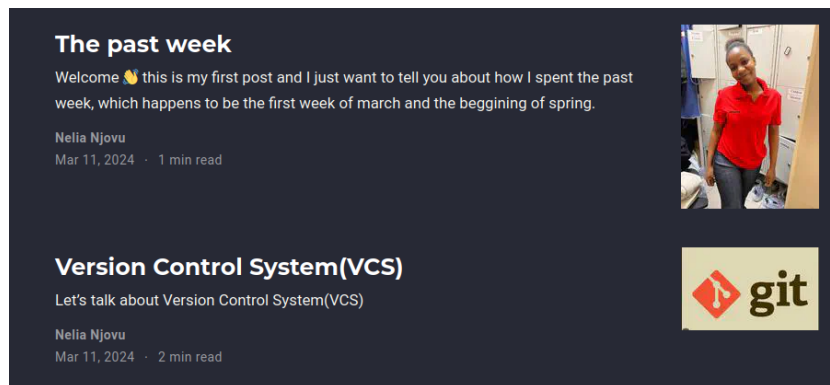 The past week
Welcome 👋 this is my first post and I just want to tell you about how I spent the past
week, which happens to be the first week of march and the beggining of spring.
Nelia Njovu
Mar 11, 2024 · 1 min read
Version Control System(VCS)
Let's talk about Version Control System(VCS)
git
Nelia Njovu
Mar 11, 2024 · 2 min read